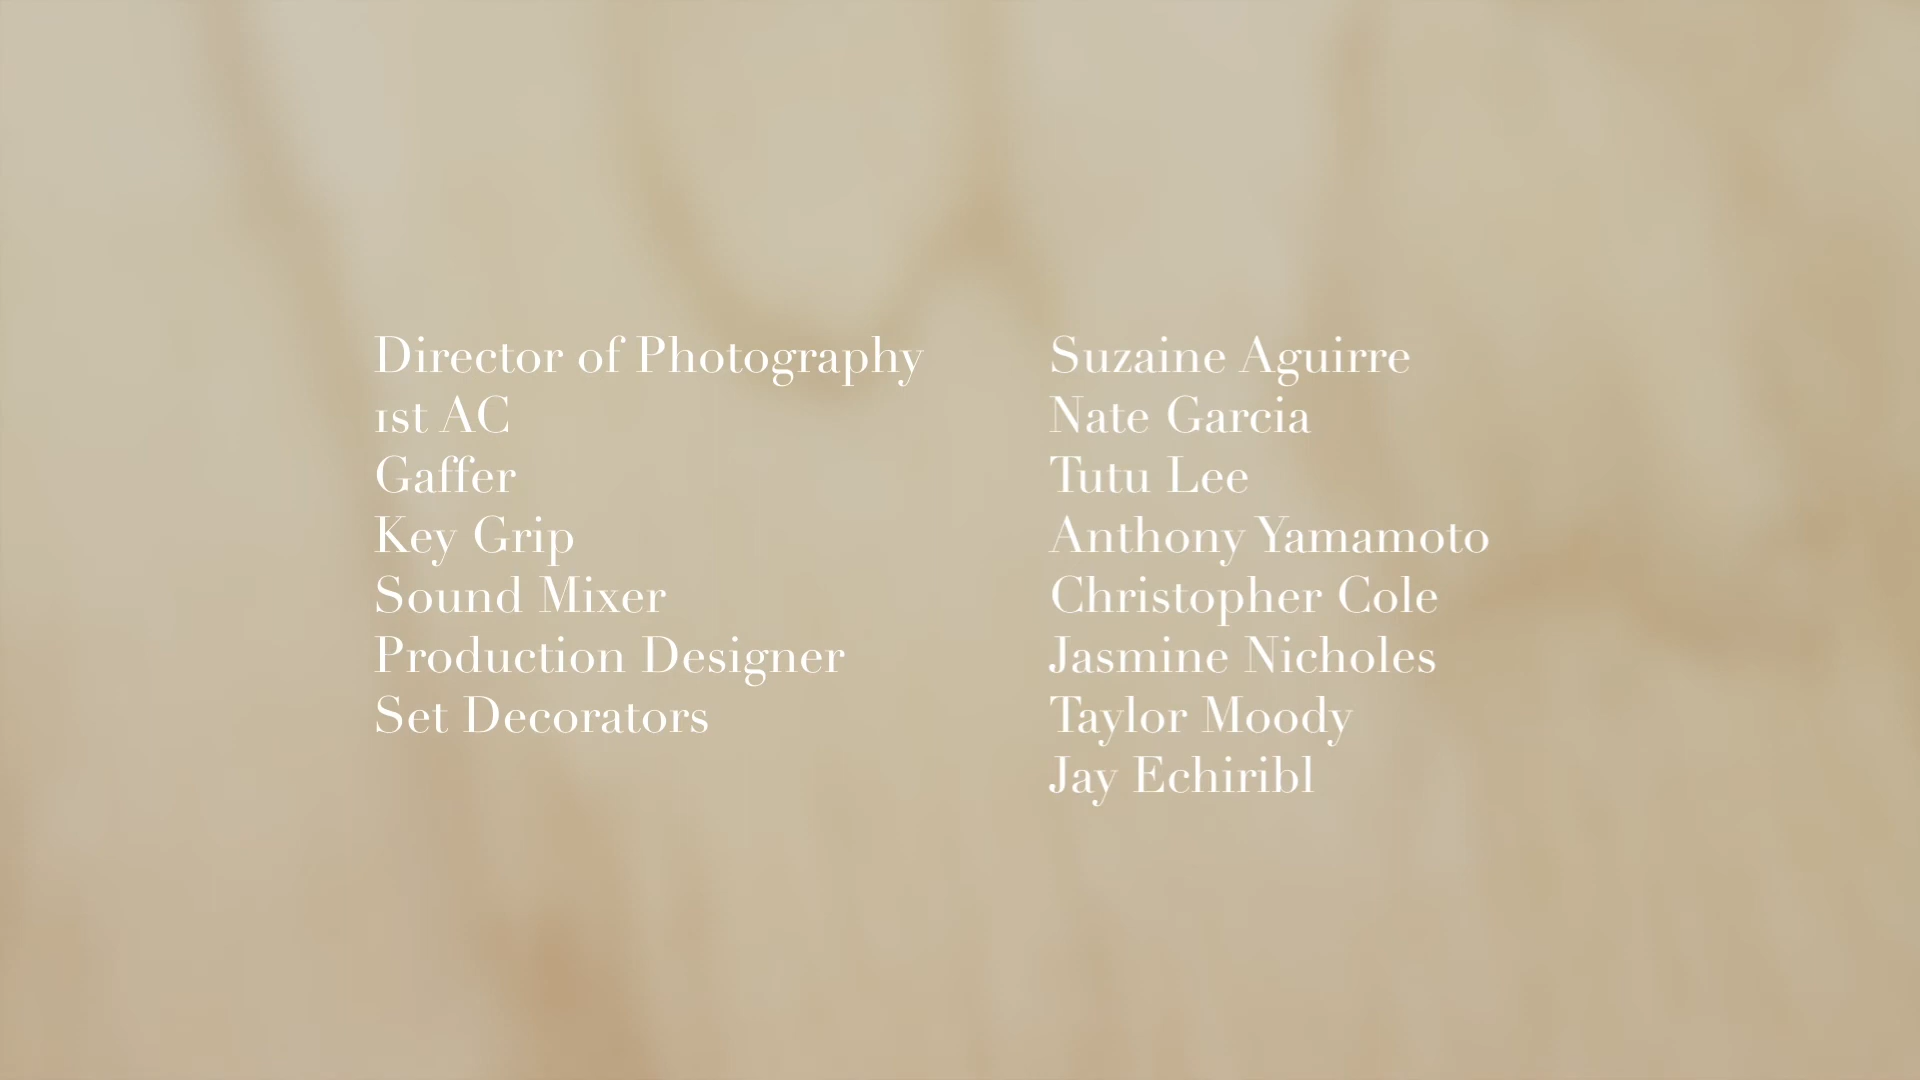 Director of Photography Suzaine Aguirre
1st AC Nate Garcia
Gaffer Tutu Lee
Key Grip Anthony Yamamoto
Sound Mixer Christopher Cole
Production Designer Jasmine Nicholes
Set Decorators Taylor Moody
Jay Echiribl